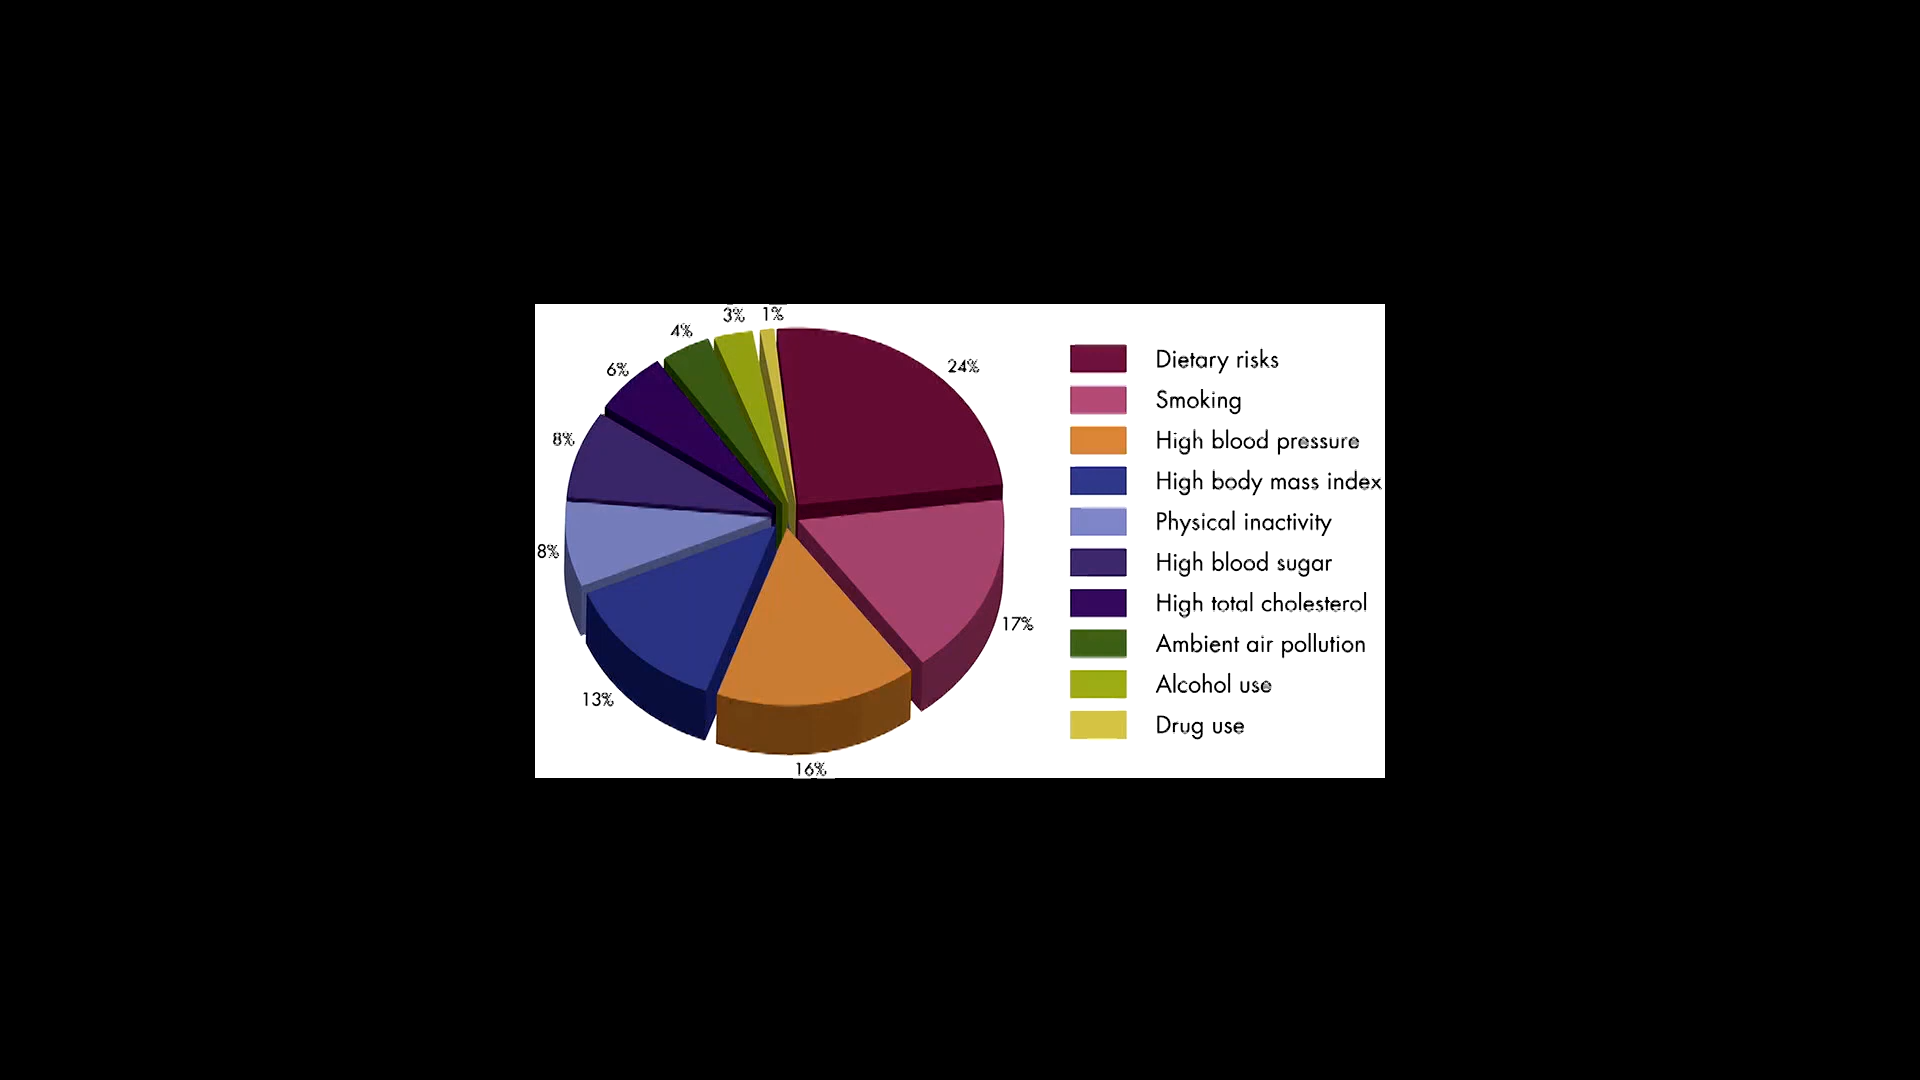 3%
1%
4%
24%
6%
8%
8%
17%
13%
16%
Dietary risks
Smoking
High blood pressure
High body mass index
Physical inactivity
High blood sugar
High total cholesterol
Ambient air pollution
Alcohol use
Drug use